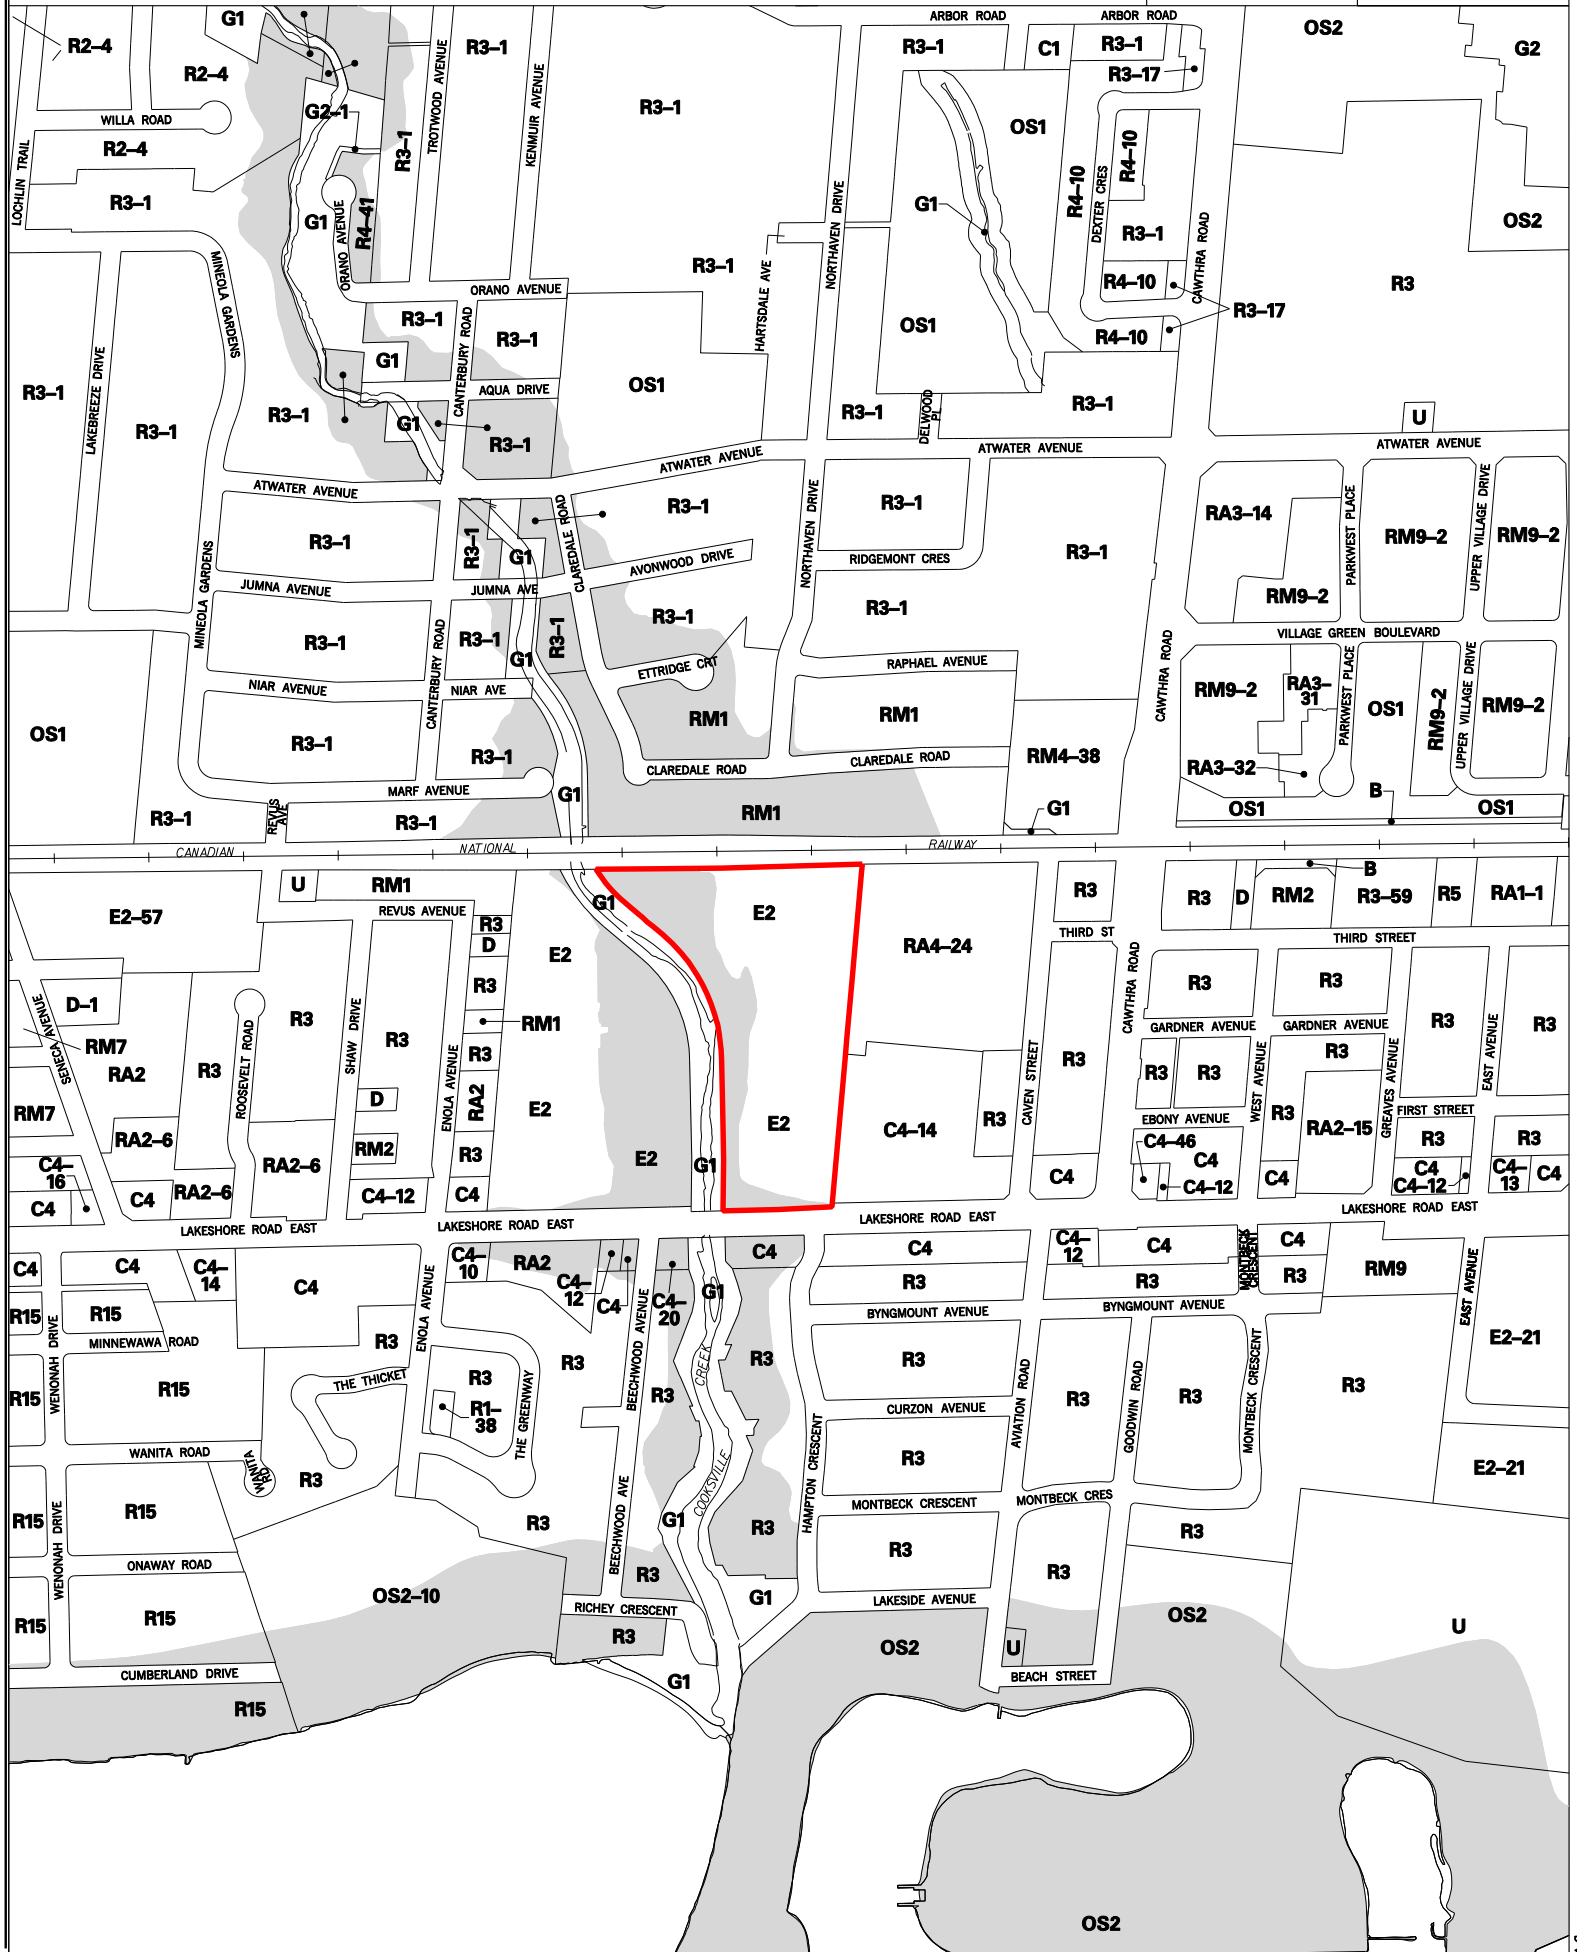 G1
ARBOR ROAD
ARBOR ROAD
OS2
R2–4
R3–1
R3–1
C1
R3–1
G2
R2–4
R3–17
TROTWOOD AVENUE
KENMUIR AVENUE
R3–1
G2–1
WILLA ROAD
OS1
R2–4
R3–1
R4–10
LOCHLIN TRAIL
R4–10
DEXTER CRES
R3–1
G1
ORANO AVENUE
R4–41
NORTHAVEN DRIVE
G1
R3–1
CAWTHRA ROAD
OS2
MINEOLA GARDENS
R3–1
HARTSDALE AVE
R4–10
R3
ORANO AVENUE
R3–17
R3–1
CANTERBURY ROAD
R3–1
OS1
R4–10
LAKEBREEZE DRIVE
G1
R3–1
AQUA DRIVE
OS1
R3–1
R3–1
G1
R3–1
DELWOOD PL
R3–1
U
R3–1
R3–1
ATWATER AVENUE
ATWATER AVENUE
ATWATER AVENUE
ATWATER AVENUE
R3–1
R3–1
RA3–14
PARKWEST PLACE
UPPER VILLAGE DRIVE
RM9–2
RM9–2
MINEOLA GARDENS
R3–1
R3–1
G1
CLAREDALE ROAD
AVONWOOD DRIVE
NORTHAVEN DRIVE
RIDGEMONT CRES
R3–1
JUMNA AVENUE
JUMNA AVE
RM9–2
R3–1
R3–1
R3–1
CANTERBURY ROAD
R3–1
R3–1
G1
VILLAGE GREEN BOULEVARD
ETTRIDGE CRT
RAPHAEL AVENUE
CAWTHRA ROAD
NIAR AVENUE
NIAR AVE
RM9–2
RA3–
31
PARKWEST PLACE
OS1
RM9–2
UPPER VILLAGE DRIVE
RM9–2
OS1
RM1
RM1
R3–1
R3–1
CLAREDALE ROAD
CLAREDALE ROAD
RM4–38
RA3–32
MARF AVENUE
G1
B
R3–1
REVUS AVE
R3–1
RM1
G1
OS1
OS1
CANADIAN
NATIONAL
RAILWAY
U
RM1
B
R3
R3
D
RM2
R3–59
R5
RA1–1
E2–57
REVUS AVENUE
G1
E2
R3
D
THIRD ST
THIRD STREET
E2
RA4–24
SENECA AVENUE
D–1
R3
R3
R3
SHAW DRIVE
CAWTHRA ROAD
R3
RM1
GARDNER AVENUE
GARDNER AVENUE
R3
EAST AVENUE
R3
RM7
R3
ROOSEVELT ROAD
R3
ENOLA AVENUE
R3
CAVEN STREET
R3
R3
R3
WEST AVENUE
R3
GREAVES AVENUE
RA2
D
RA2
E2
RM7
E2
C4–14
R3
EBONY AVENUE
R3
RA2–15
FIRST STREET
RA2–6
RM2
R3
E2
G1
C4–46
R3
R3
C4–
16
RA2–6
C4
C4–12
C4
C4
C4
C4–12
C4–
13
C4
C4
C4
RA2–6
C4–12
C4
LAKESHORE ROAD EAST
LAKESHORE ROAD EAST
LAKESHORE ROAD EAST
LAKESHORE ROAD EAST
C4
C4
C4–
14
C4
C4–
10
RA2
C4–
12
C4
C4–
20
G1
C4
C4
C4–
12
C4
MONTBECK CRESCENT
C4
R3
RM9
EAST AVENUE
R3
R3
R15
R15
BYNGMOUNT AVENUE
BYNGMOUNT AVENUE
WENONAH DRIVE
MINNEWAWA ROAD
R3
ENOLA AVENUE
BEECHWOOD AVENUE
CREEK
R3
R3
E2–21
R15
R15
THE THICKET
R3
R1–
38
THE GREENWAY
R3
R3
AVIATION ROAD
R3
GOODWIN ROAD
R3
MONTBECK CRESCENT
R3
CURZON AVENUE
WANITA ROAD
WANITA RD
R3
COOKSVILLE
HAMPTON CRESCENT
R3
E2–21
R15
WENONAH DRIVE
R15
R3
BEECHWOOD AVE
G1
R3
MONTBECK CRESCENT
MONTBECK CRES
R3
R3
ONAWAY ROAD
OS2–10
R3
G1
R3
R15
R15
RICHEY CRESCENT
R3
LAKESIDE AVENUE
OS2
U
OS2
U
CUMBERLAND DRIVE
G1
BEACH STREET
R15
OS2